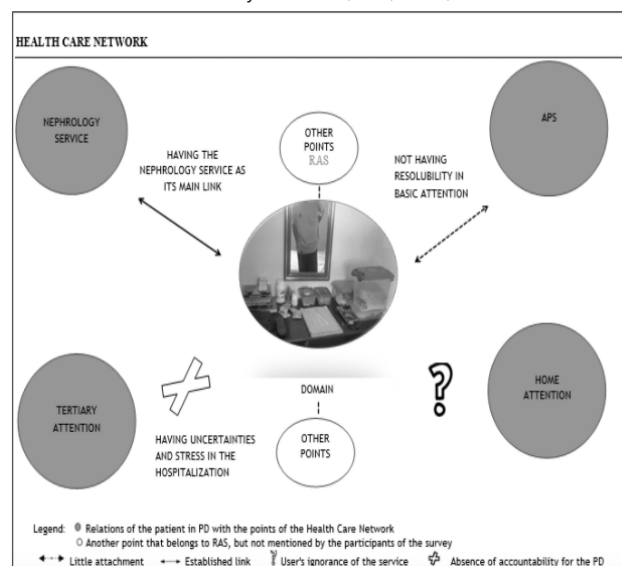 HEALTH CARE NETWORK
NEPHROLOGY
SERVICE
HAVING THE
NEPHROLOGY SERVICE AS
ITS MAIN LINK
OTHER
POINTS
RAS
APS
NOT HAVING
RESOLUBILITY IN
BASIC ATTENTION
TERTIARY
ATTENTION
HAVING UNCERTAINTIES
AND STRESS IN THE
HOSPITALIZATION
DOMAIN
OTHER
POINTS
?
HOME
ATTENTION
Legend: Relations of the patient in PD with the points of the Health Care Network
Another point that belongs to RAS, but not mentioned by the participants of the survey
Little attachment Established link ? User's ignorance of the service Absence of accountability for the PD